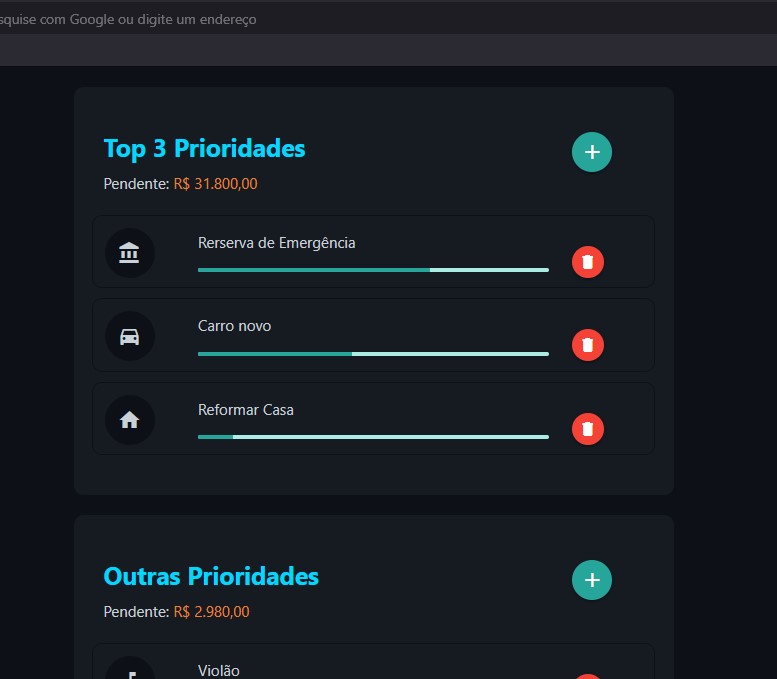 squise com Google ou digite um endereço
Top 3 Prioridades
Pendente: R$ 31.800,00
Rerserva de Emergência
Carro novo
Reformar Casa
Outras Prioridades
Pendente: R$ 2.980,00
Violão